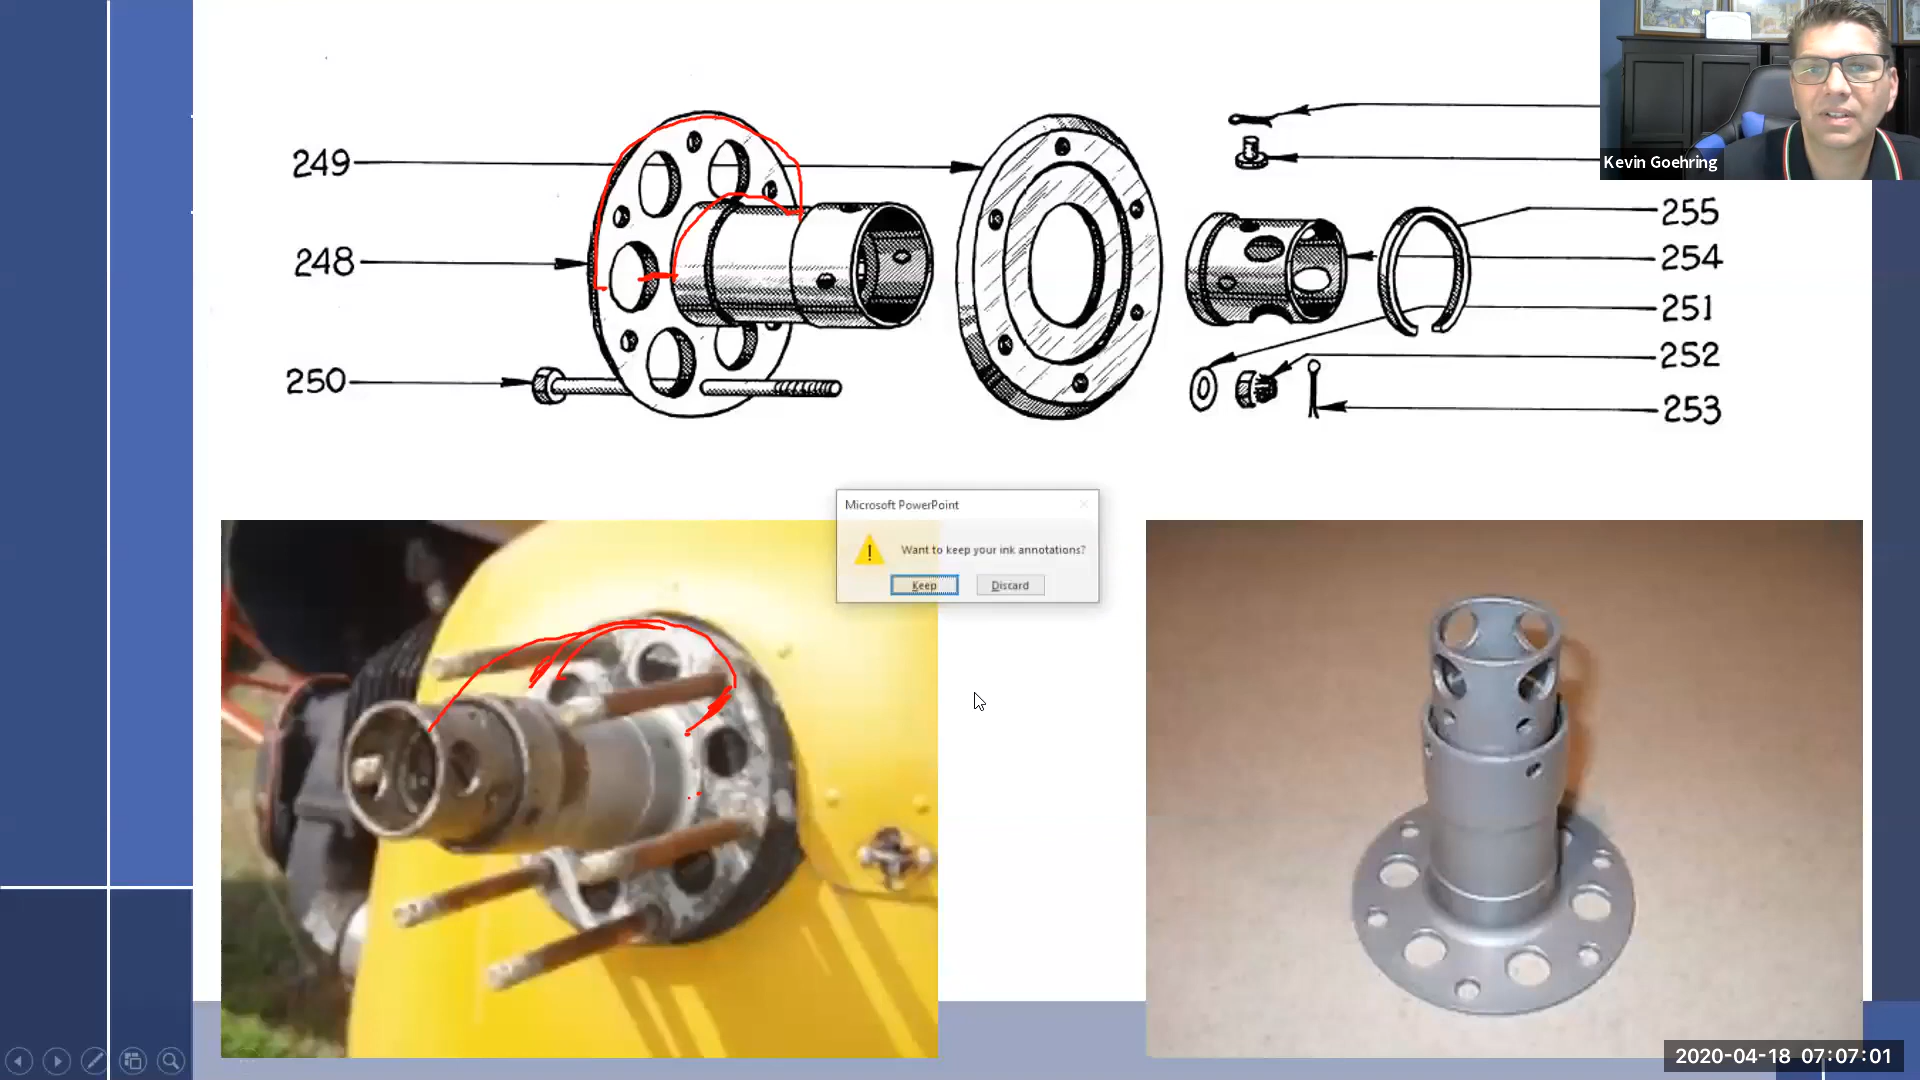 Kevin Goehring
249
255
248
254
251
252
250
253
Microsoft PowerPoint
Want to keep your ink annotations?
Keep
Discard
2020-04-18 07:07:01